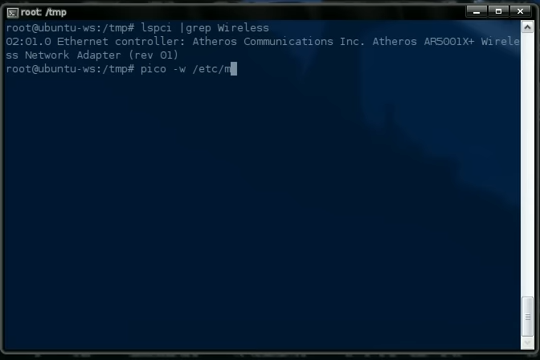 root: /tmp
root@ubuntu-ws:/tmp# lspci |grep Wireless
02:01.0 Ethernet controller: Atheros Communications Inc. Atheros AR5001X+ Wirele
ss Network Adapter (rev 01)
root@ubuntu-ws:/tmp# pico -w /etc/m